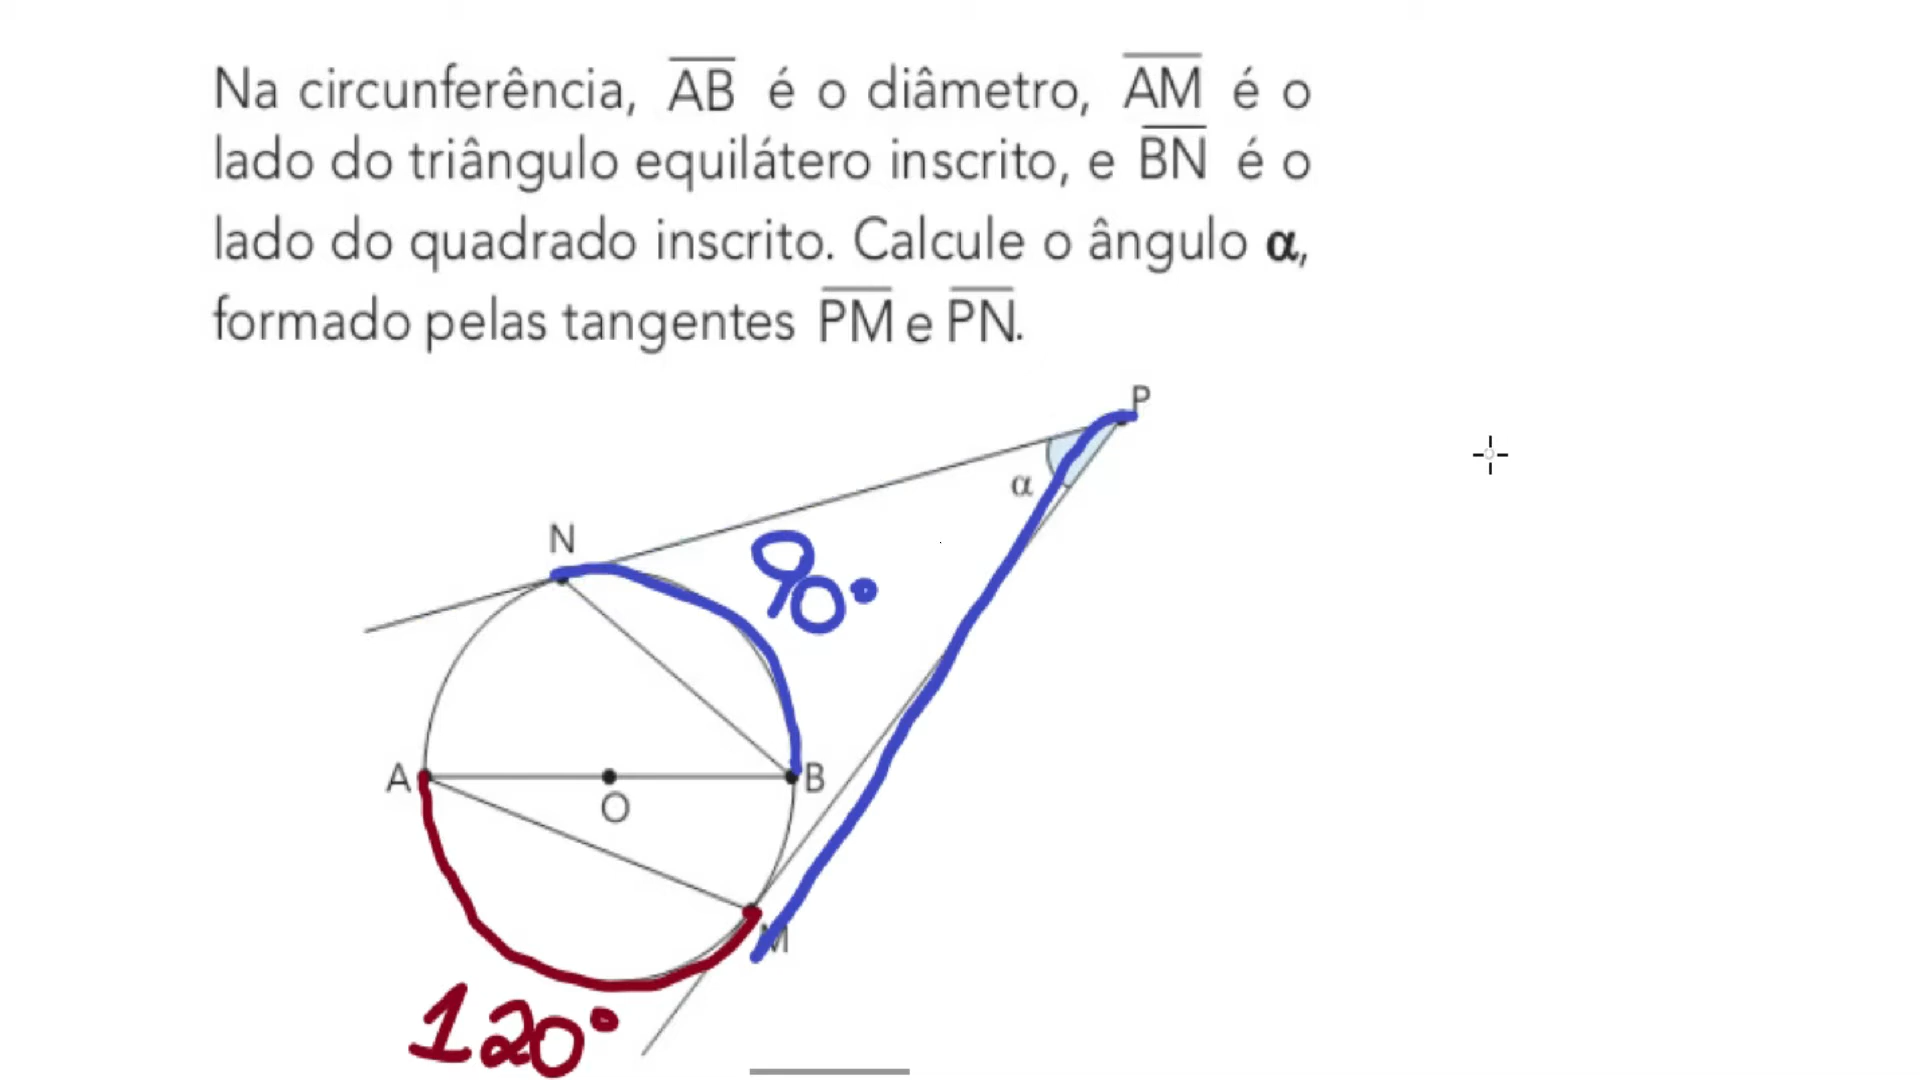 Na circunferência, AB é o diâmetro, AM é o
lado do triângulo equilátero inscrito, e BN é o
lado do quadrado inscrito. Calcule o ângulo α,
formado pelas tangentes PM e PN.
P
α
N
90°
A
B
O
M
120°